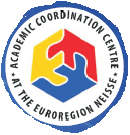 ACADEMIC COORDINATION CENTRE
• AT THE EUROREGION NEISSE •